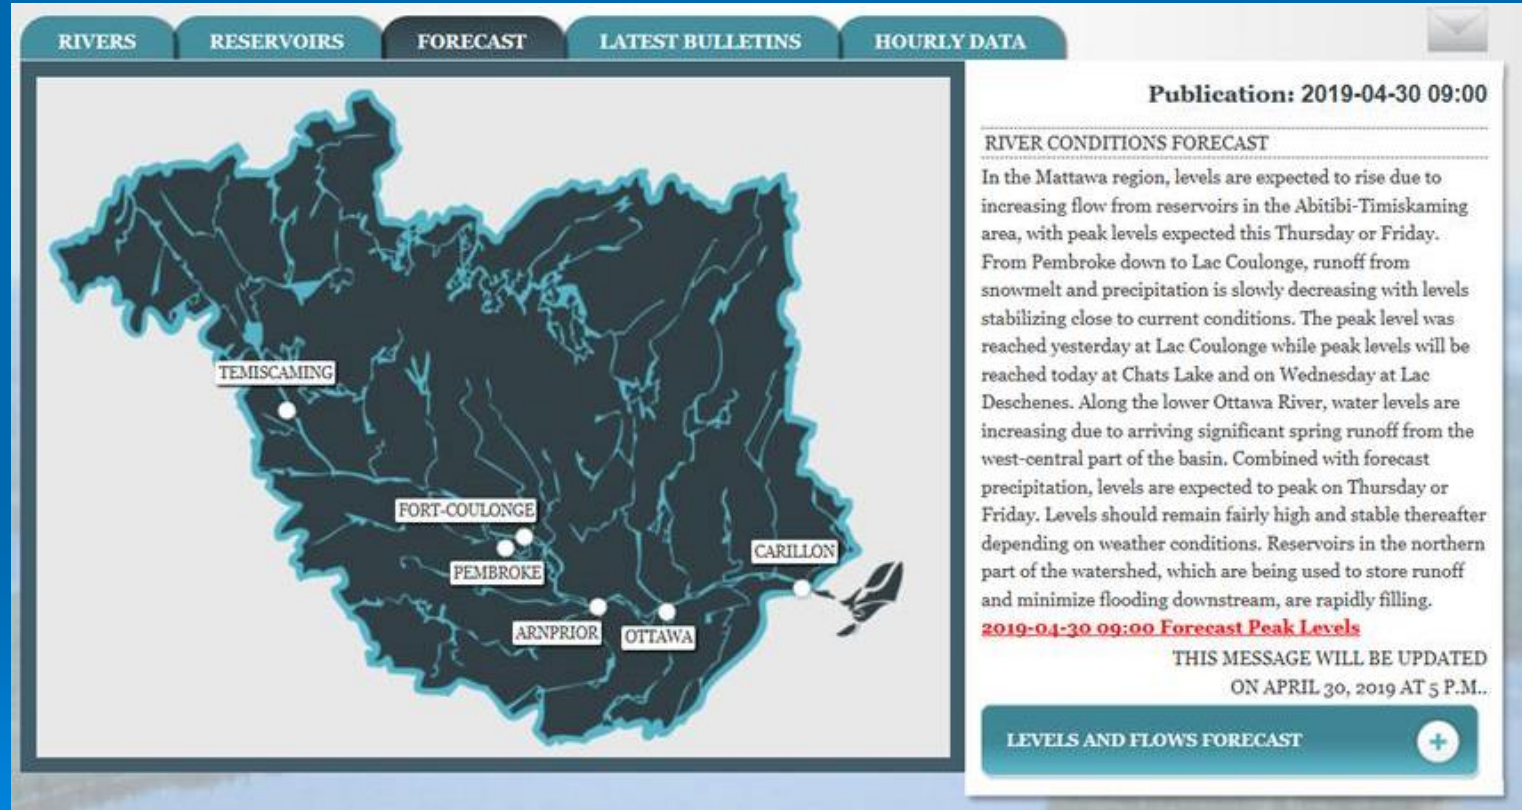 RIVERS
RESERVOIRS
FORECAST
LATEST BULLETINS
HOURLY DATA
TEMISCAMING
FORT-COULONGE
PEMBROKE
ARNPRIOR
OTTAWA
CARILLON
Publication: 2019-04-30 09:00
RIVER CONDITIONS FORECAST
In the Mattawa region, levels are expected to rise due to
increasing flow from reservoirs in the Abitibi-Timiskaming
area, with peak levels expected this Thursday or Friday.
From Pembroke down to Lac Coulonge, runoff from
snowmelt and precipitation is slowly decreasing with levels
stabilizing close to current conditions. The peak level was
reached yesterday at Lac Coulonge while peak levels will be
reached today at Chats Lake and on Wednesday at Lac
Deschenes. Along the lower Ottawa River, water levels are
increasing due to arriving significant spring runoff from the
west-central part of the basin. Combined with forecast
precipitation, levels are expected to peak on Thursday or
Friday. Levels should remain fairly high and stable thereafter
depending on weather conditions. Reservoirs in the northern
part of the watershed, which are being used to store runoff
and minimize flooding downstream, are rapidly filling.
2019-04-30 09:00 Forecast Peak Levels
THIS MESSAGE WILL BE UPDATED
ON APRIL 30, 2019 AT 5 P.M..
LEVELS AND FLOWS FORECAST